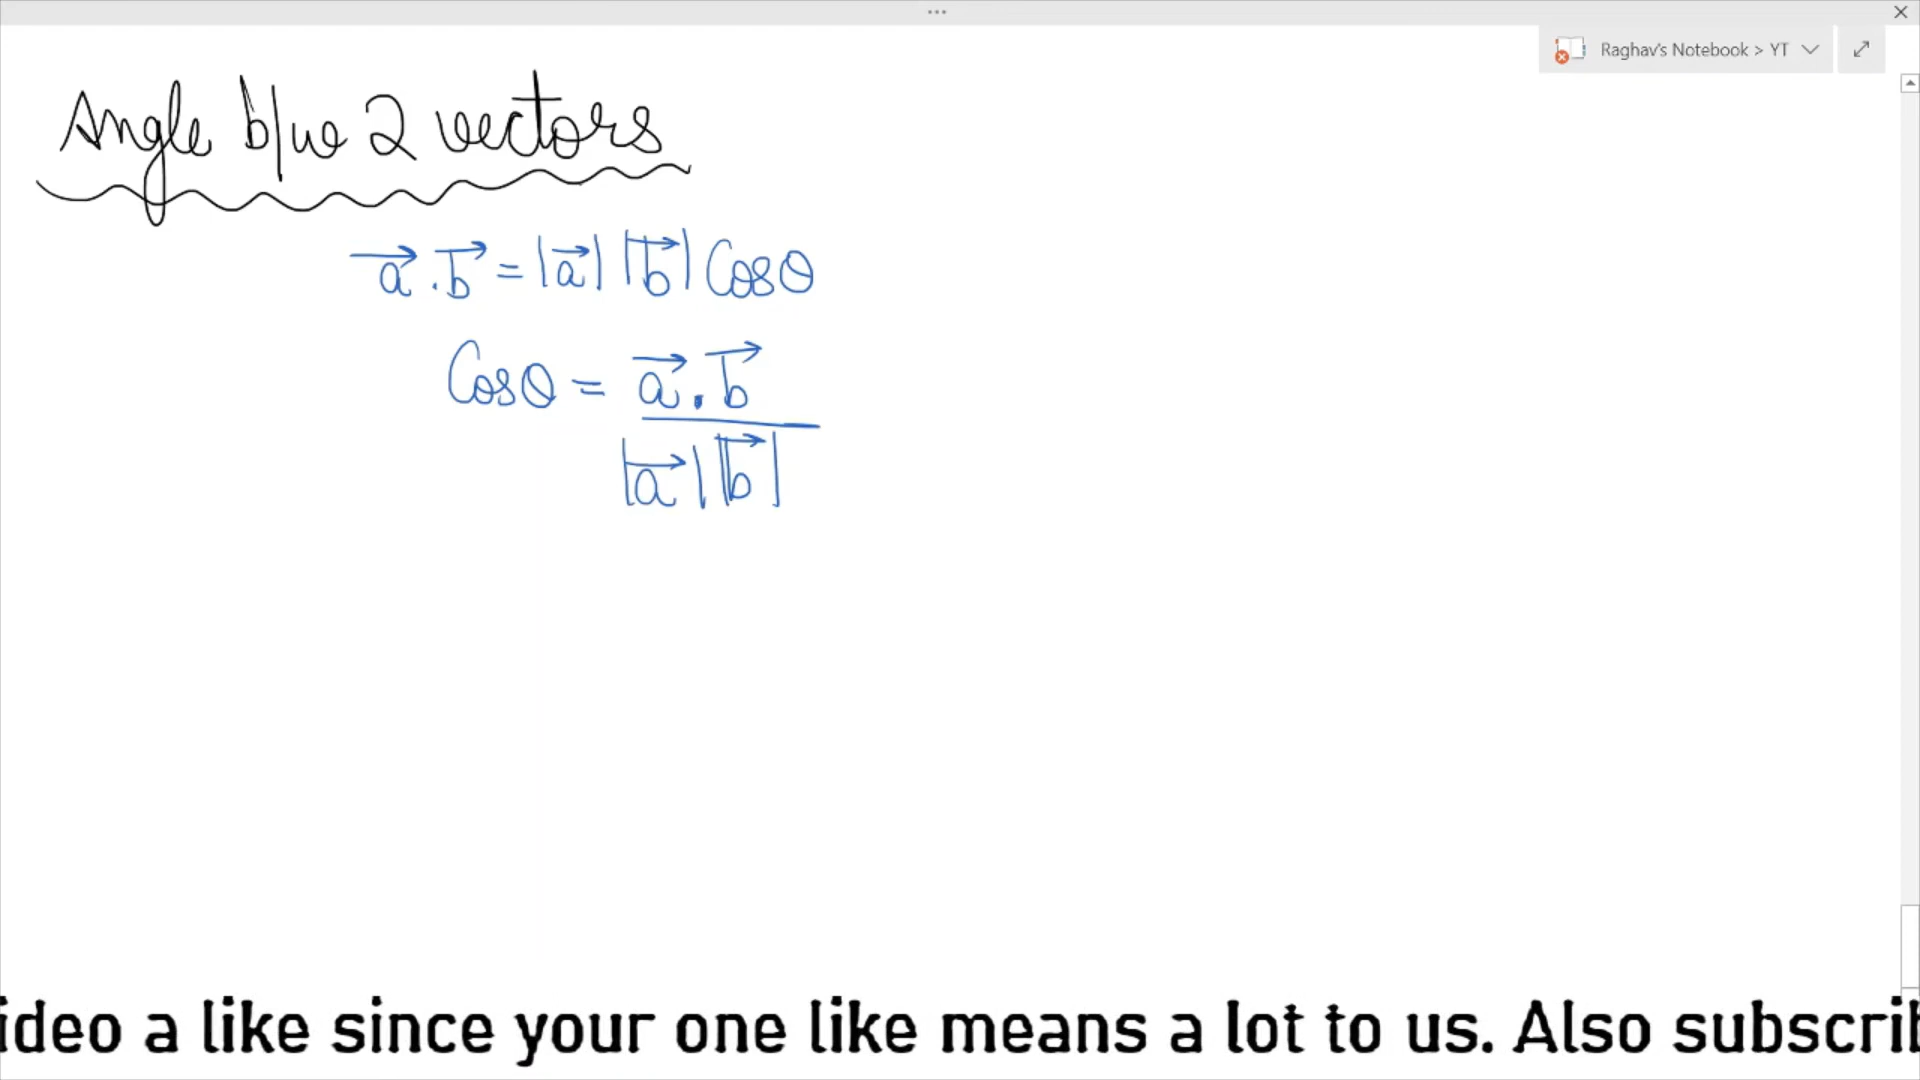 Raghav's Notebook > YT
Angle b/w 2 vectors
a⃗ . b⃗ = |a⃗| |b⃗| Cosθ
Cosθ = a⃗ . b⃗
|a⃗| |b⃗|
ideo a like since your one like means a lot to us. Also subscrib